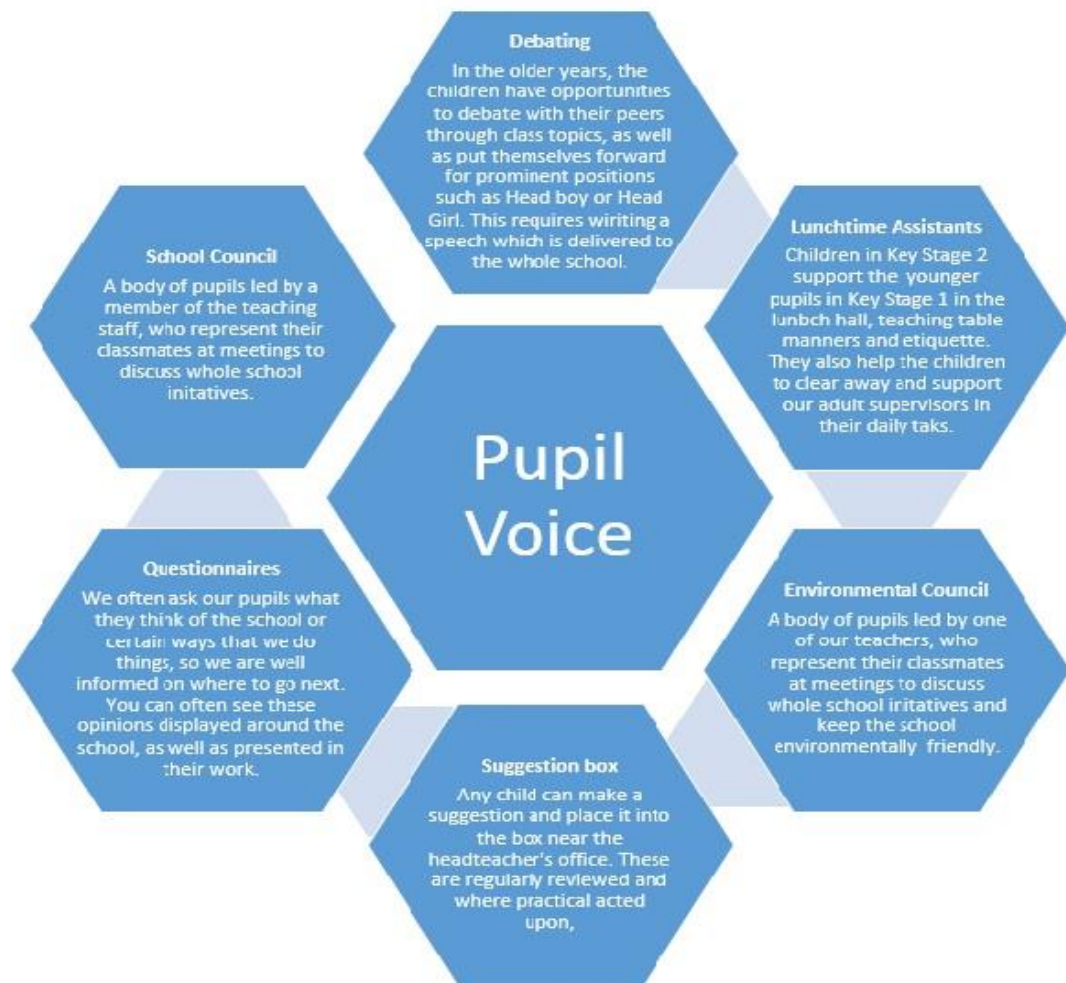 Debating
In the older years, the
children have opportunities
to debate with their peers
through class topics, as well
as put themselves forward
for prominent positions
such as Head boy or Head
Girl. This requires wiriting a
speech which is delivered to
the whole school.
Lunchtime Assistants
Children in Key Stage 2
support the younger
pupils in Key Stage 1 in the
lunbch hall, teaching table
manners and etiquette.
They also help the children
to clear away and support
our adult supervisors in
their daily taks.
Environmental Council
A body of pupils led by one
of our teachers, who
represent their classmates
at meetings to discuss
whole school iritatives and
keep the school
environmentally friendly.
Suggestion box
Any child can make a
suggestion and place it into
the box near the
headteacher's office. These
are regularly reviewed and
where practical acted
upon,
Questionnaires
We often ask our pupils what
they think of the school or
certain ways that we do
things, so we are well
informed on where to go next.
You can often see these
opinions displayed around the
school, as well as presented in
their work.
School Council
A body of pupils led by a
member of the teaching
staff, who represent their
classmates at meetings to
discuss whole school
initatives.
Pupil
Voice